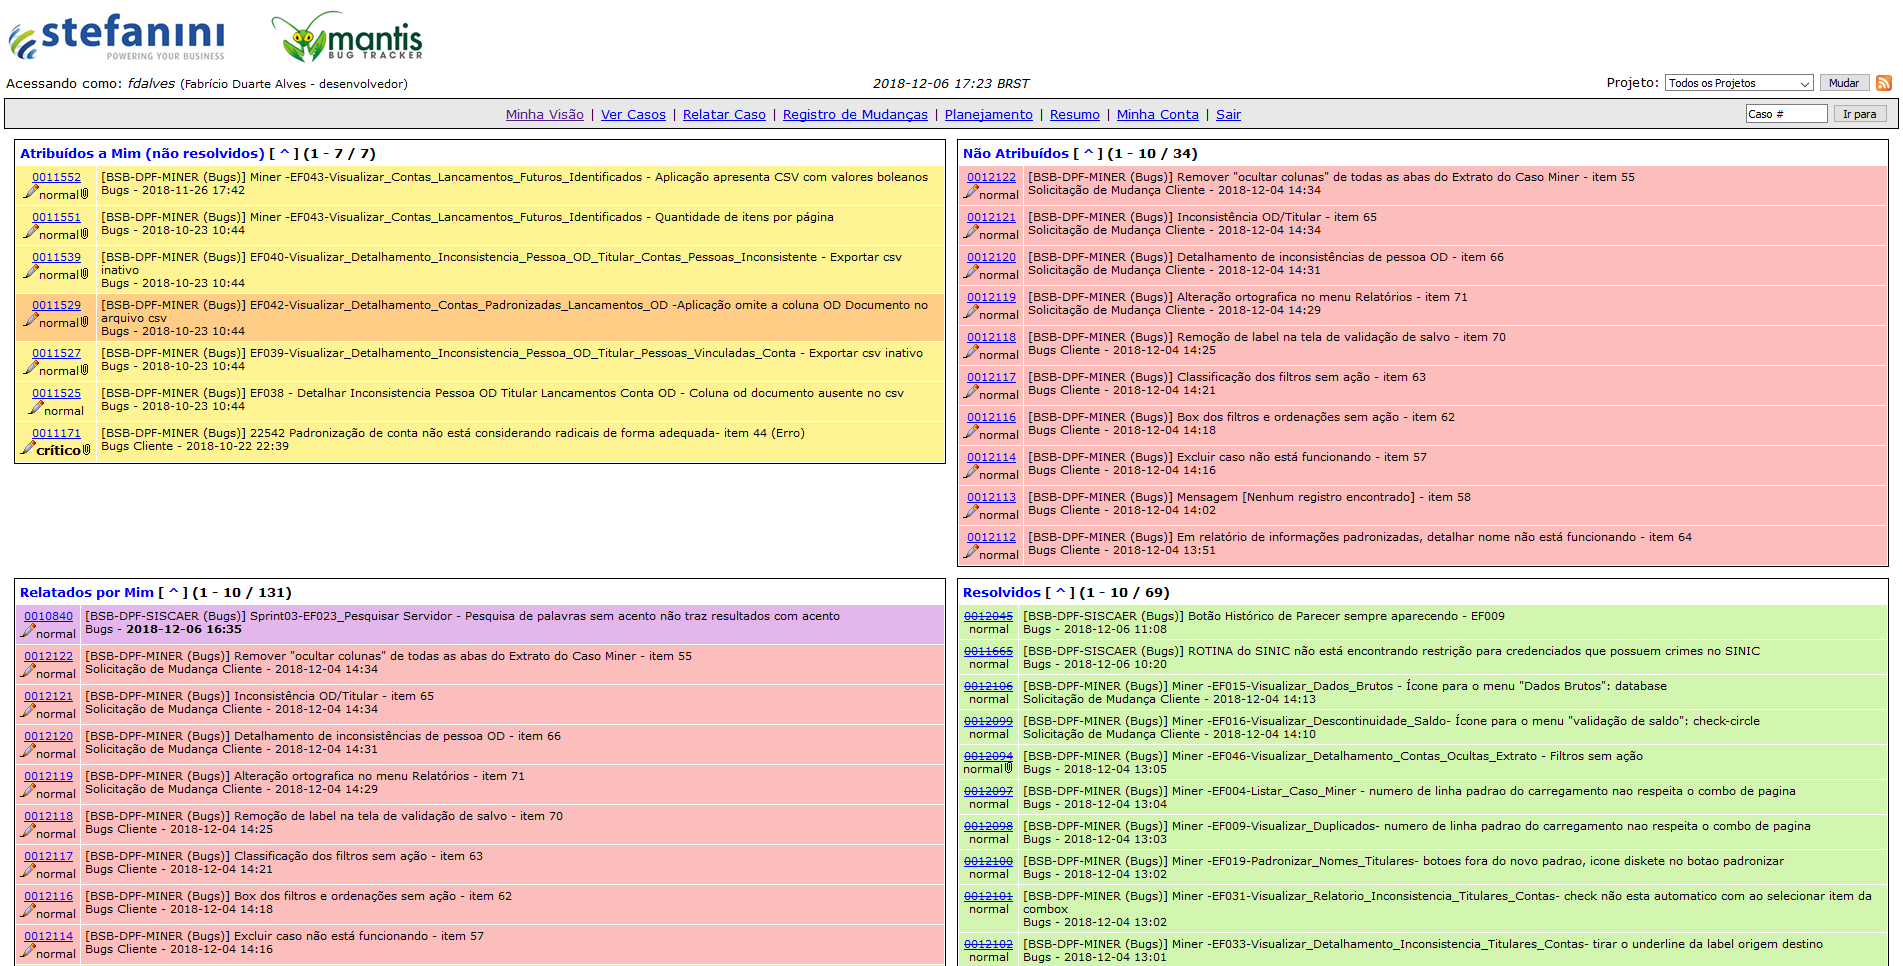 stefanini
POWERING YOUR BUSINESS
mantis
BUG TRACKER
Acessando como: fdalves (Fabrício Duarte Alves - desenvolvedor)
2018-12-06 17:23 BRST
Projeto: Todos os Projetos Mudar
Minha Visão | Ver Casos | Relatar Caso | Registro de Mudanças | Planejamento | Resumo | Minha Conta | Sair
Caso # Ir para
Atribuídos a Mim (não resolvidos) [ ^ ] (1 - 7 / 7)
0011552 [BSB-DPF-MINER (Bugs)] Miner -EF043-Visualizar_Contas_Lancamentos_Futuros_Identificados - Aplicação apresenta CSV com valores boleanos
normal Bugs - 2018-11-26 17:42
0011551 [BSB-DPF-MINER (Bugs)] Miner -EF043-Visualizar_Contas_Lancamentos_Futuros_Identificados - Quantidade de itens por página
normal Bugs - 2018-10-23 10:44
0011539 [BSB-DPF-MINER (Bugs)] EF040-Visualizar_Detalhamento_Inconsistencia_Pessoa_OD_Titular_Contas_Pessoas_Inconsistente - Exportar csv
inativo
normal Bugs - 2018-10-23 10:44
0011529 [BSB-DPF-MINER (Bugs)] EF042-Visualizar_Detalhamento_Contas_Padronizadas_Lancamentos_OD -Aplicação omite a coluna OD Documento no
arquivo csv
normal Bugs - 2018-10-23 10:44
0011527 [BSB-DPF-MINER (Bugs)] EF039-Visualizar_Detalhamento_Inconsistencia_Pessoa_OD_Titular_Pessoas_Vinculadas_Conta - Exportar csv inativo
normal Bugs - 2018-10-23 10:44
0011525 [BSB-DPF-MINER (Bugs)] EF038 - Detalhar Inconsistencia Pessoa OD Titular Lancamentos Conta OD - Coluna od documento ausente no csv
normal Bugs - 2018-10-23 10:44
0011171 [BSB-DPF-MINER (Bugs)] 22542 Padronização de conta não está considerando radicais de forma adequada- item 44 (Erro)
crítico Bugs Cliente - 2018-10-22 22:39
Não Atribuídos [ ^ ] (1 - 10 / 34)
0012122 [BSB-DPF-MINER (Bugs)] Remover "ocultar colunas" de todas as abas do Extrato do Caso Miner - item 55
normal Solicitação de Mudança Cliente - 2018-12-04 14:34
0012121 [BSB-DPF-MINER (Bugs)] Inconsistência OD/Titular - item 65
normal Solicitação de Mudança Cliente - 2018-12-04 14:34
0012120 [BSB-DPF-MINER (Bugs)] Detalhamento de inconsistências de pessoa OD - item 66
normal Solicitação de Mudança Cliente - 2018-12-04 14:31
0012119 [BSB-DPF-MINER (Bugs)] Alteração ortografica no menu Relatórios - item 71
normal Solicitação de Mudança Cliente - 2018-12-04 14:29
0012118 [BSB-DPF-MINER (Bugs)] Remoção de label na tela de validação de salvo - item 70
normal Bugs Cliente - 2018-12-04 14:25
0012117 [BSB-DPF-MINER (Bugs)] Classificação dos filtros sem ação - item 63
normal Bugs Cliente - 2018-12-04 14:21
0012116 [BSB-DPF-MINER (Bugs)] Box dos filtros e ordenações sem ação - item 62
normal Bugs Cliente - 2018-12-04 14:18
0012114 [BSB-DPF-MINER (Bugs)] Excluir caso não está funcionando - item 57
normal Bugs Cliente - 2018-12-04 14:16
0012113 [BSB-DPF-MINER (Bugs)] Mensagem [Nenhum registro encontrado] - item 58
normal Bugs Cliente - 2018-12-04 14:02
0012112 [BSB-DPF-MINER (Bugs)] Em relatório de informações padronizadas, detalhar nome não está funcionando - item 64
normal Bugs Cliente - 2018-12-04 13:51
Relatados por Mim [ ^ ] (1 - 10 / 131)
0010840 [BSB-DPF-SISCAER (Bugs)] Sprint03-EF023_Pesquisar Servidor - Pesquisa de palavras sem acento não traz resultados com acento
normal Bugs - 2018-12-06 16:35
0012122 [BSB-DPF-MINER (Bugs)] Remover "ocultar colunas" de todas as abas do Extrato do Caso Miner - item 55
normal Solicitação de Mudança Cliente - 2018-12-04 14:34
0012121 [BSB-DPF-MINER (Bugs)] Inconsistência OD/Titular - item 65
normal Solicitação de Mudança Cliente - 2018-12-04 14:34
0012120 [BSB-DPF-MINER (Bugs)] Detalhamento de inconsistências de pessoa OD - item 66
normal Solicitação de Mudança Cliente - 2018-12-04 14:31
0012119 [BSB-DPF-MINER (Bugs)] Alteração ortografica no menu Relatórios - item 71
normal Solicitação de Mudança Cliente - 2018-12-04 14:29
0012118 [BSB-DPF-MINER (Bugs)] Remoção de label na tela de validação de salvo - item 70
normal Bugs Cliente - 2018-12-04 14:25
0012117 [BSB-DPF-MINER (Bugs)] Classificação dos filtros sem ação - item 63
normal Bugs Cliente - 2018-12-04 14:21
0012116 [BSB-DPF-MINER (Bugs)] Box dos filtros e ordenações sem ação - item 62
normal Bugs Cliente - 2018-12-04 14:18
0012114 [BSB-DPF-MINER (Bugs)] Excluir caso não está funcionando - item 57
normal Bugs Cliente - 2018-12-04 14:16
Resolvidos [ ^ ] (1 - 10 / 69)
0012045 [BSB-DPF-SISCAER (Bugs)] Botão Histórico de Parecer sempre aparecendo - EF009
normal Bugs - 2018-12-06 11:08
0011665 [BSB-DPF-SISCAER (Bugs)] ROTINA do SINIC não está encontrando restrição para credenciados que possuem crimes no SINIC
normal Bugs - 2018-12-06 10:20
0012106 [BSB-DPF-MINER (Bugs)] Miner -EF015-Visualizar_Dados_Brutos - Ícone para o menu "Dados Brutos": database
normal Solicitação de Mudança Cliente - 2018-12-04 14:13
0012099 [BSB-DPF-MINER (Bugs)] Miner -EF016-Visualizar_Descontinuidade_Saldo- Ícone para o menu "validação de saldo": check-circle
normal Solicitação de Mudança Cliente - 2018-12-04 14:10
0012094 [BSB-DPF-MINER (Bugs)] Miner -EF046-Visualizar_Detalhamento_Contas_Ocultas_Extrato - Filtros sem ação
normal Bugs - 2018-12-04 13:05
0012097 [BSB-DPF-MINER (Bugs)] Miner -EF004-Listar_Caso_Miner - numero de linha padrao do carregamento nao respeita o combo de pagina
normal Bugs - 2018-12-04 13:04
0012098 [BSB-DPF-MINER (Bugs)] Miner -EF009-Visualizar_Duplicados- numero de linha padrao do carregamento nao respeita o combo de pagina
normal Bugs - 2018-12-04 13:03
0012100 [BSB-DPF-MINER (Bugs)] Miner -EF019-Padronizar_Nomes_Titulares- botoes fora do novo padrao, icone diskete no botao padronizar
normal Bugs - 2018-12-04 13:02
0012101 [BSB-DPF-MINER (Bugs)] Miner -EF031-Visualizar_Relatorio_Inconsistencia_Titulares_Contas- check não esta automatico com ao selecionar item da
combox
normal Bugs - 2018-12-04 13:02
0012102 [BSB-DPF-MINER (Bugs)] Miner -EF033-Visualizar_Detalhamento_Inconsistencia_Titulares_Contas- tirar o underline da label origem destino
normal Bugs - 2018-12-04 13:01